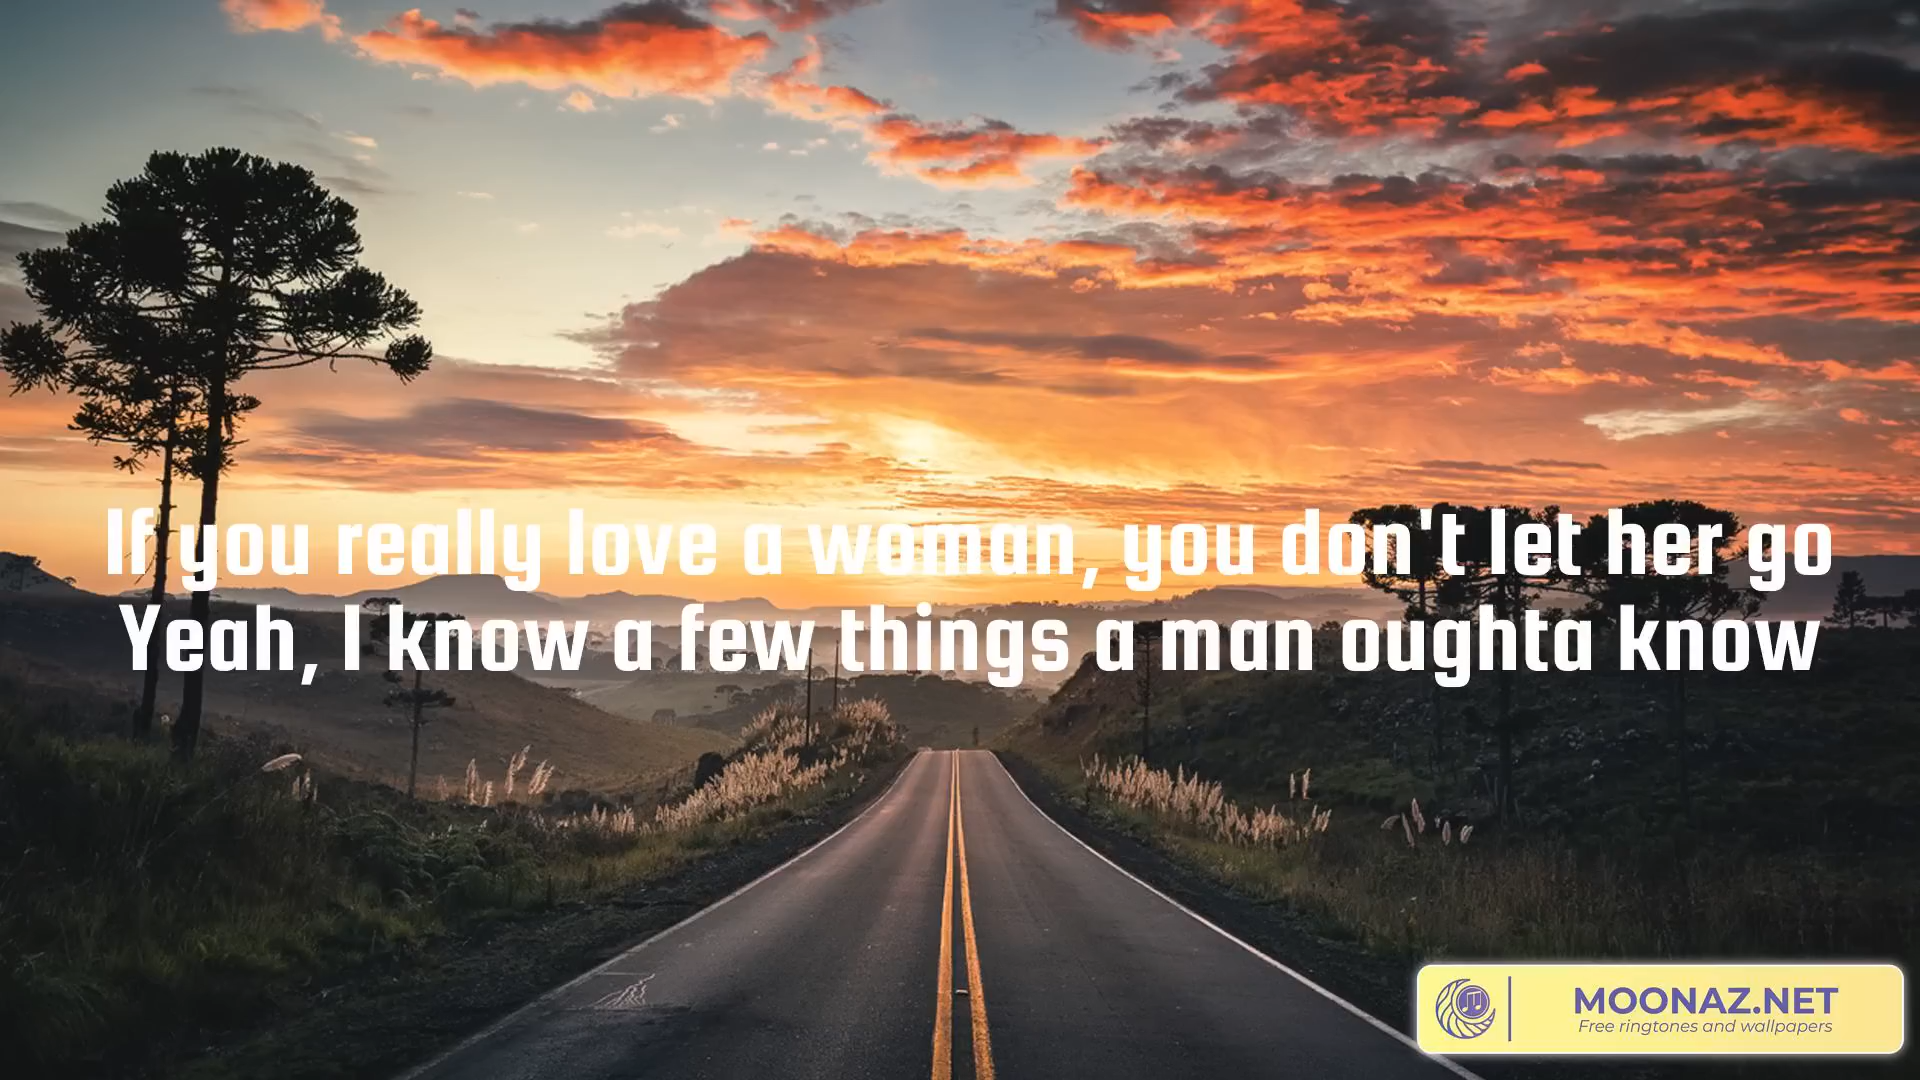 If you really love a woman, you don't let her go
Yeah, I know a few things a man oughta know
MOONAZ.NET
Free ringtones and wallpapers